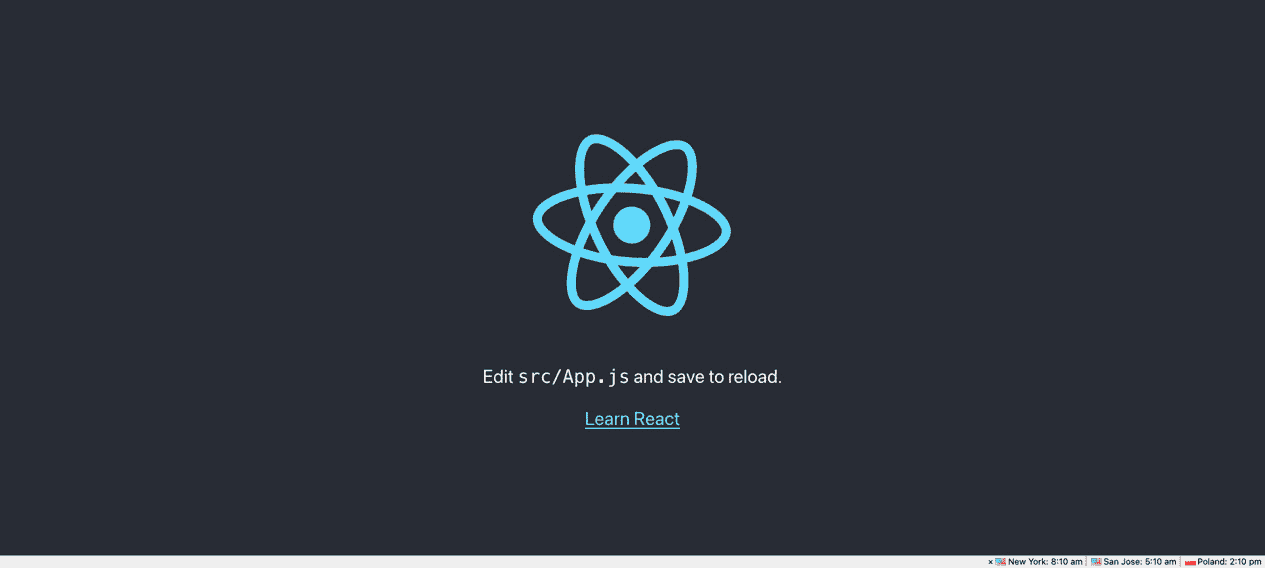 Edit src/App.js and save to reload.
Learn React
× New York: 8:10 am San Jose: 5:10 am Poland: 2:10 pm